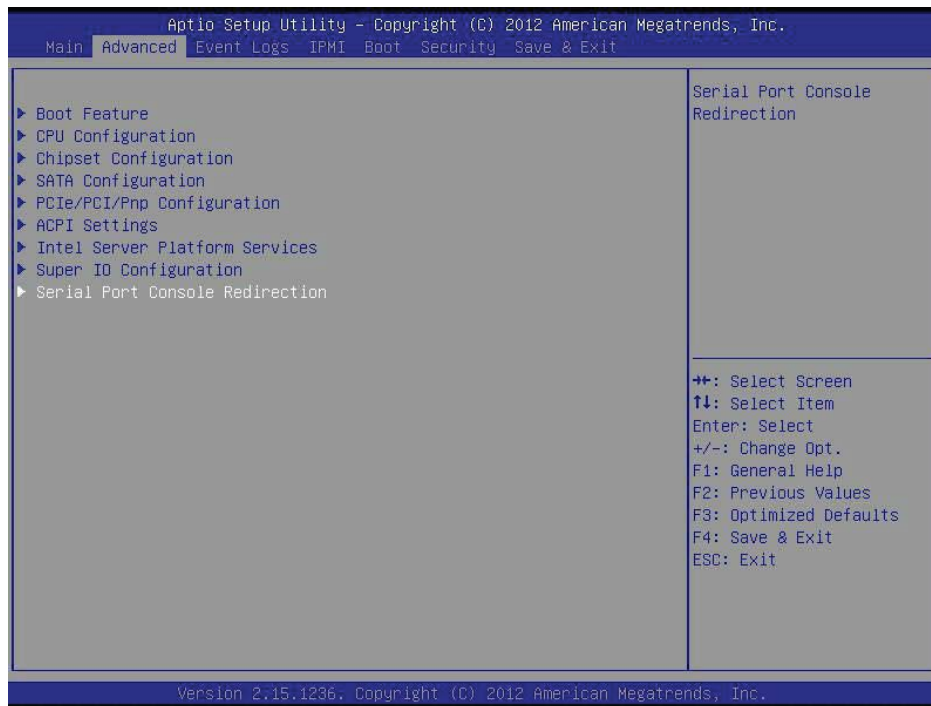 Aptio Setup Utility – Copyright (C) 2012 American Megatrends, Inc.
Main Advanced Event Logs IPMI Boot Security Save & Exit
Boot Feature
CPU Configuration
Chipset Configuration
SATA Configuration
PCIe/PCI/Pnp Configuration
ACPI Settings
Intel Server Platform Services
Super IO Configuration
Serial Port Console Redirection
Serial Port Console
Redirection
→←: Select Screen
↑↓: Select Item
Enter: Select
+/-: Change Opt.
F1: General Help
F2: Previous Values
F3: Optimized Defaults
F4: Save & Exit
ESC: Exit
Version 2.15.1236. Copyright (C) 2012 American Megatrends, Inc.